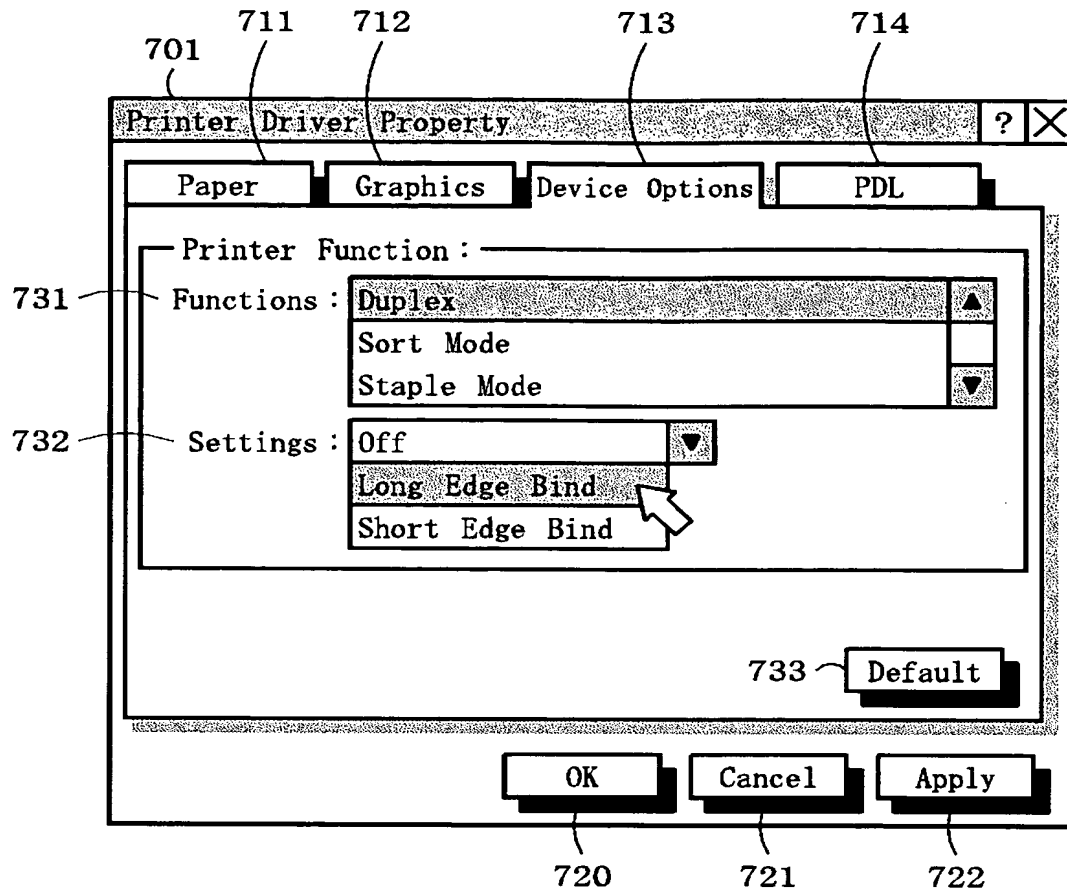 711 712 713 714
701
Printer Driver Property ?
Paper Graphics Device Options PDL
Printer Function :
731 Functions : Duplex
Sort Mode
Staple Mode
732 Settings : Off
Long Edge Bind
Short Edge Bind
733 Default
OK Cancel Apply
720 721 722